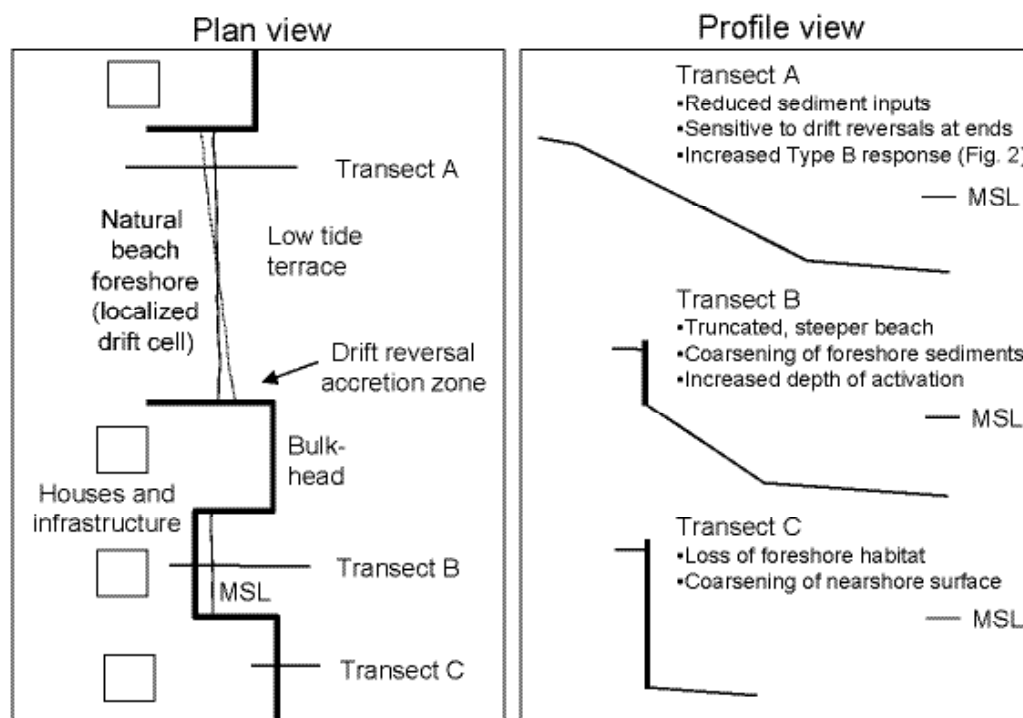 Plan view
Transect A
Natural
beach
foreshore
(localized
drift cell)
Low tide
terrace
Drift reversal
accretion zone
Bulk-
head
Houses and
infrastructure
Transect B
MSL
Transect C
Profile view
Transect A
•Reduced sediment inputs
•Sensitive to drift reversals at ends
•Increased Type B response (Fig. 2)
MSL
Transect B
•Truncated, steeper beach
•Coarsening of foreshore sediments
•Increased depth of activation
MSL
Transect C
•Loss of foreshore habitat
•Coarsening of nearshore surface
MSL